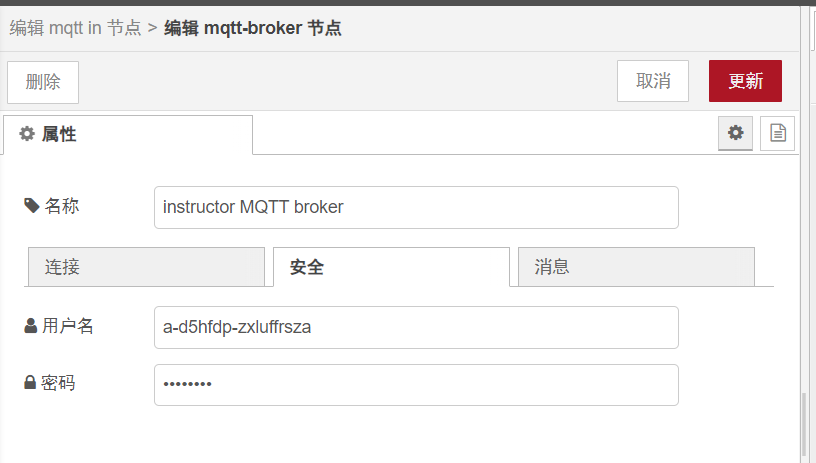 编辑 mqtt in 节点 > 编辑 mqtt-broker 节点
删除 取消 更新
属性
名称 instructor MQTT broker
连接 安全 消息
用户名 a-d5hfdp-zxluffrsza
密码 ••••••••